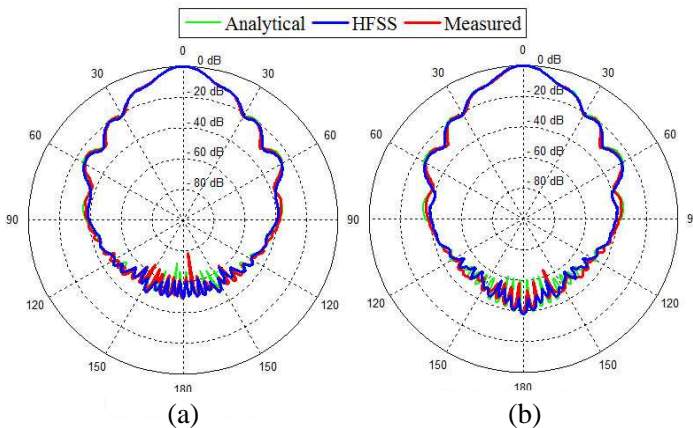 Analytical HFSS Measured
0 0
0 dB 0 dB
30 30 30 30
- 20 dB - 20 dB
- 40 dB - 40 dB
60 60 60 60
- 60 dB - 60 dB
- 80 dB - 80 dB
90 90 90 9
120 120 120 120
150 150 150 150
180 180
(a) (b)